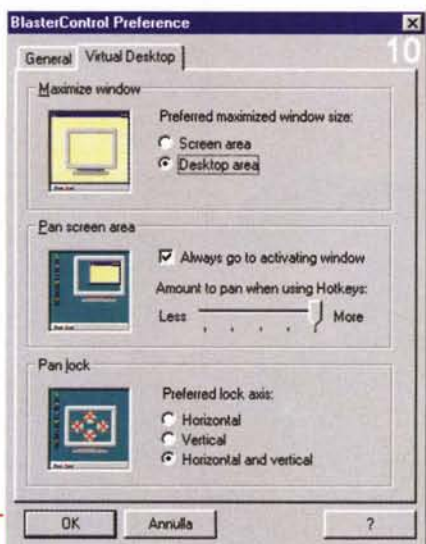 BlasterControl Preference
10
General
Virtual Desktop
Maximize window
Preferred maximized window size:
Screen area
Desktop area
Pan screen area
Always go to activating window
Amount to pan when using Hotkeys:
Less
More
Pan lock
Preferred lock axis:
Horizontal
Vertical
Horizontal and vertical
OK
Annulla
?